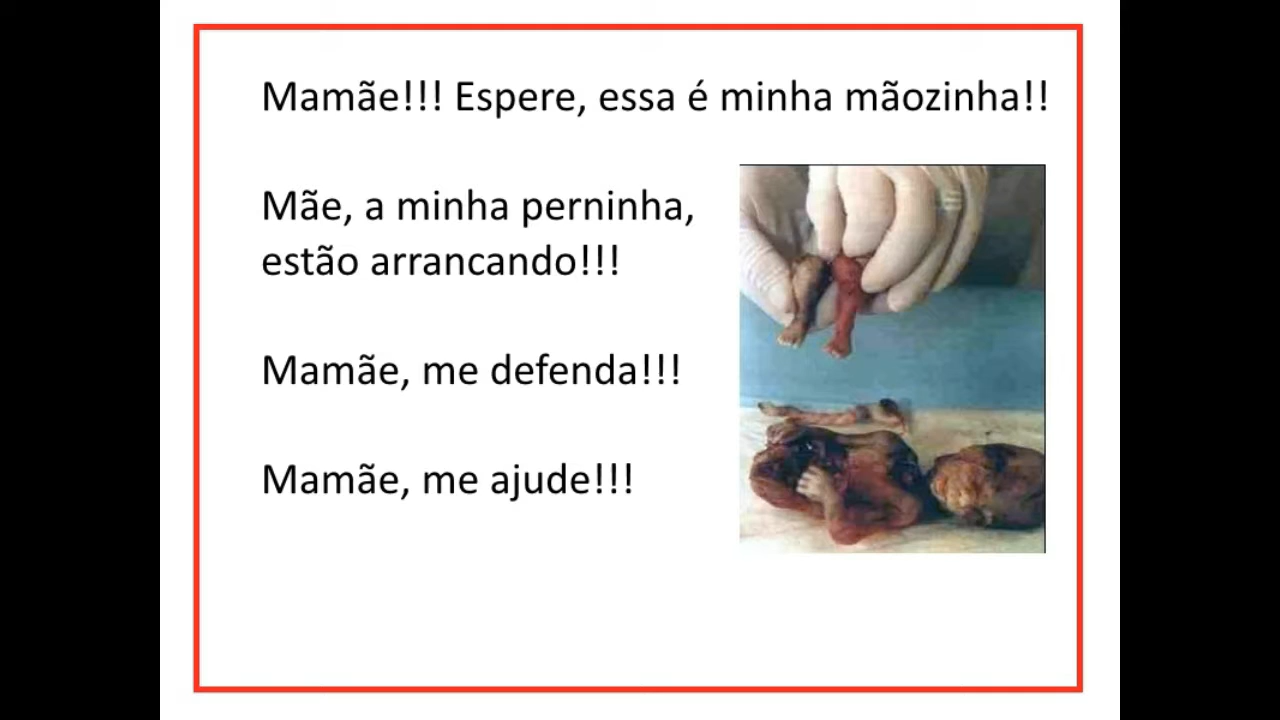 Mamãe!!! Espere, essa é minha mãozinha!!
Mãe, a minha perninha,
estão arrancando!!!
Mamãe, me defenda!!!
Mamãe, me ajude!!!